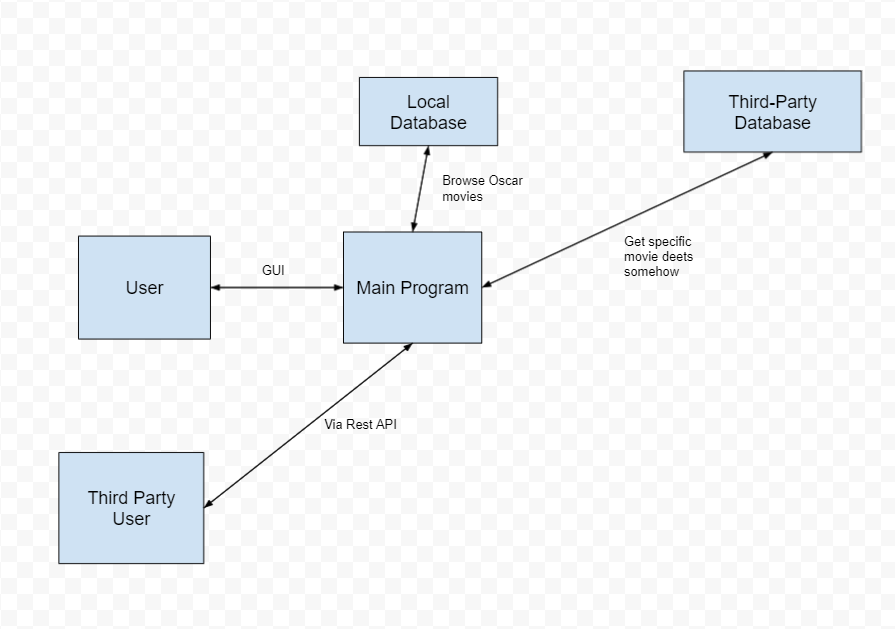 Local
Database
Third-Party
Database
Browse Oscar
movies
Get specific
movie deets
somehow
User
GUI
Main Program
Via Rest API
Third Party
User